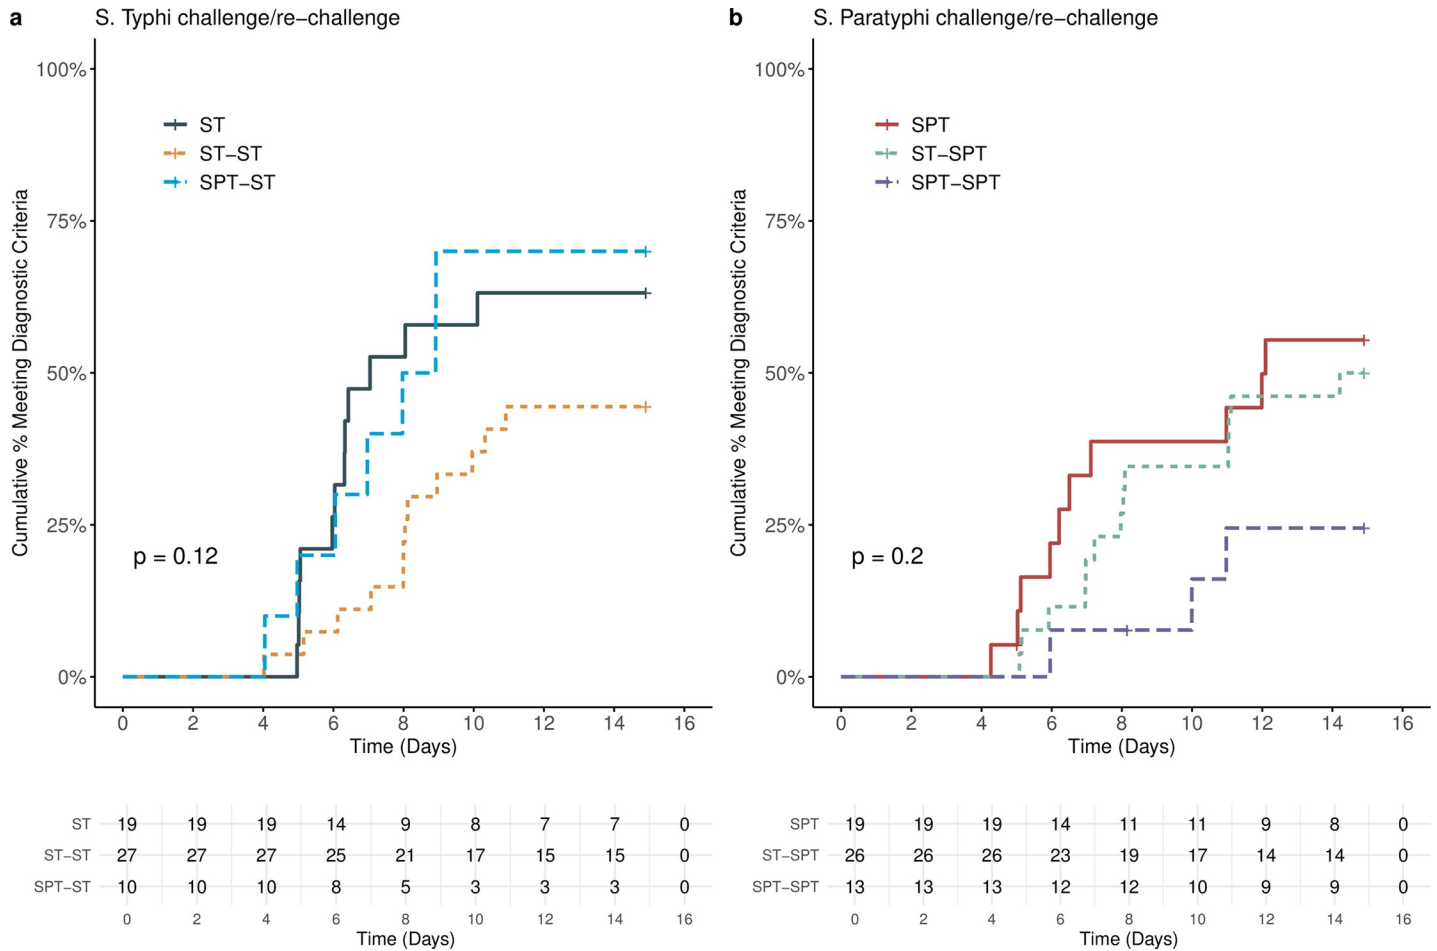 a S. Typhi challenge/re−challenge
Cumulative % Meeting Diagnostic Criteria
100%
75%
50%
25%
0%
ST
ST−ST
SPT−ST
p = 0.12
0 2 4 6 8 10 12 14 16
Time (Days)
ST 19 19 19 14 9 8 7 7 0
ST−ST 27 27 27 25 21 17 15 15 0
SPT−ST 10 10 10 8 5 3 3 3 0
0 2 4 6 8 10 12 14 16
Time (Days)
b S. Paratyphi challenge/re−challenge
Cumulative % Meeting Diagnostic Criteria
100%
75%
50%
25%
0%
SPT
ST−SPT
SPT−SPT
p = 0.2
0 2 4 6 8 10 12 14 16
Time (Days)
SPT 19 19 19 14 11 11 9 8 0
ST−SPT 26 26 26 23 19 17 14 14 0
SPT−SPT 13 13 13 12 12 10 9 9 0
0 2 4 6 8 10 12 14 16
Time (Days)